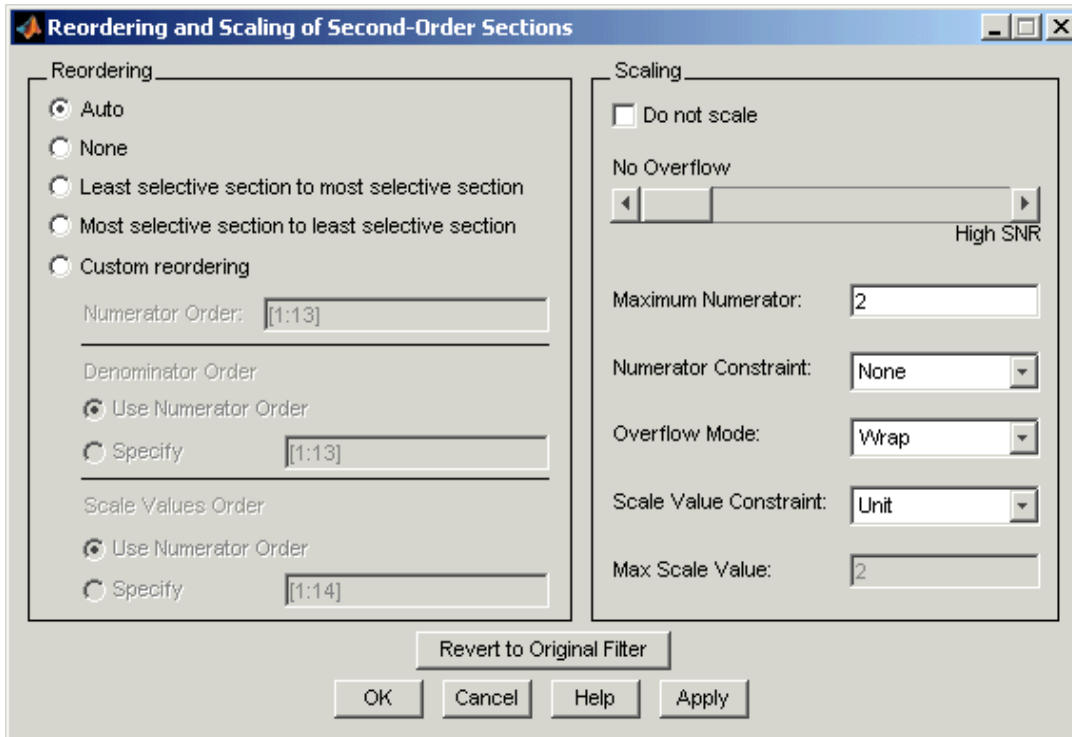 Reordering and Scaling of Second-Order Sections
Reordering
Auto
None
Least selective section to most selective section
Most selective section to least selective section
Custom reordering
Numerator Order: [1:13]
Denominator Order
Use Numerator Order
Specify [1:13]
Scale Values Order
Use Numerator Order
Specify [1:14]
Scaling
Do not scale
No Overflow
High SNR
Maximum Numerator: 2
Numerator Constraint: None
Overflow Mode: Wrap
Scale Value Constraint: Unit
Max Scale Value: 2
Revert to Original Filter
OK Cancel Help Apply